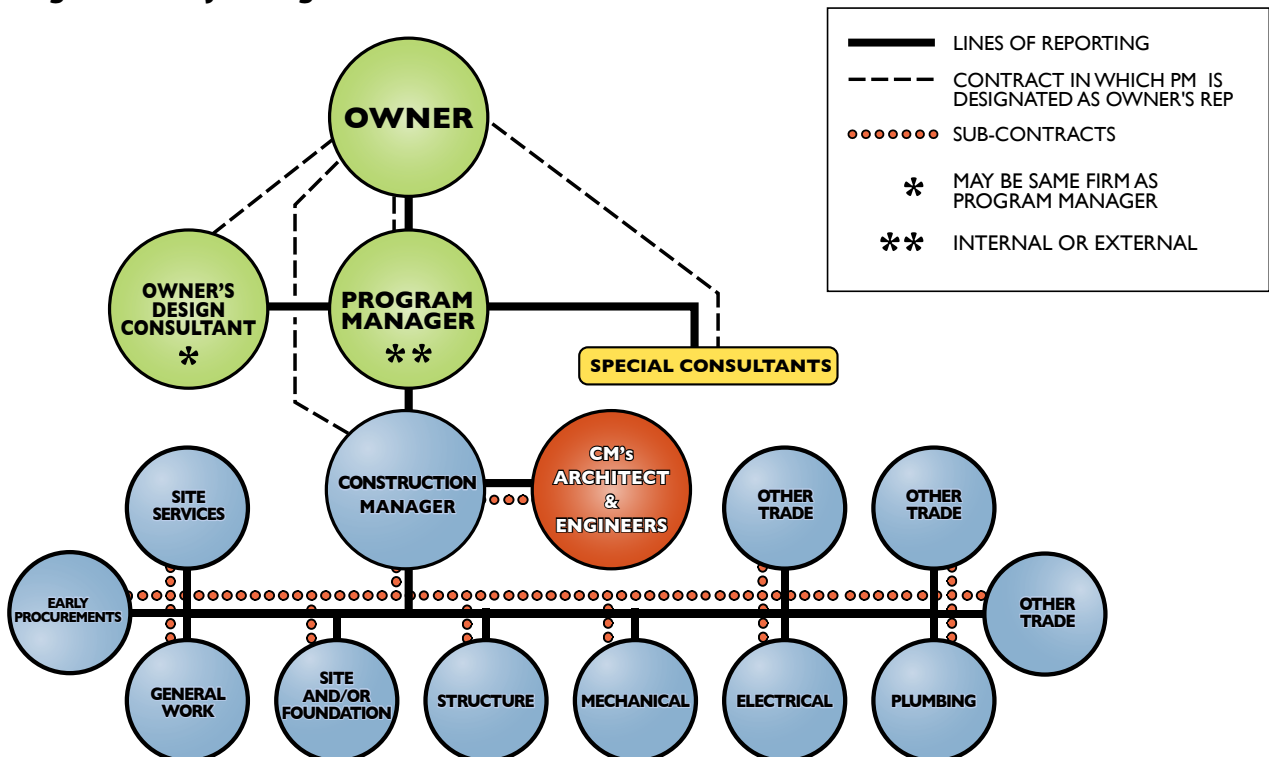 OWNER
LINES OF REPORTING
CONTRACT IN WHICH PM IS
DESIGNATED AS OWNER'S REP
SUB-CONTRACTS
*
MAY BE SAME FIRM AS
PROGRAM MANAGER
**
INTERNAL OR EXTERNAL
OWNER'S
DESIGN
CONSULTANT
*
PROGRAM
MANAGER
**
SPECIAL CONSULTANTS
CONSTRUCTION
MANAGER
CM's
ARCHITECT
&
ENGINEERS
SITE
SERVICES
OTHER
TRADE
OTHER
TRADE
EARLY
PROCUREMENTS
OTHER
TRADE
GENERAL
WORK
SITE
AND/OR
FOUNDATION
STRUCTURE
MECHANICAL
ELECTRICAL
PLUMBING